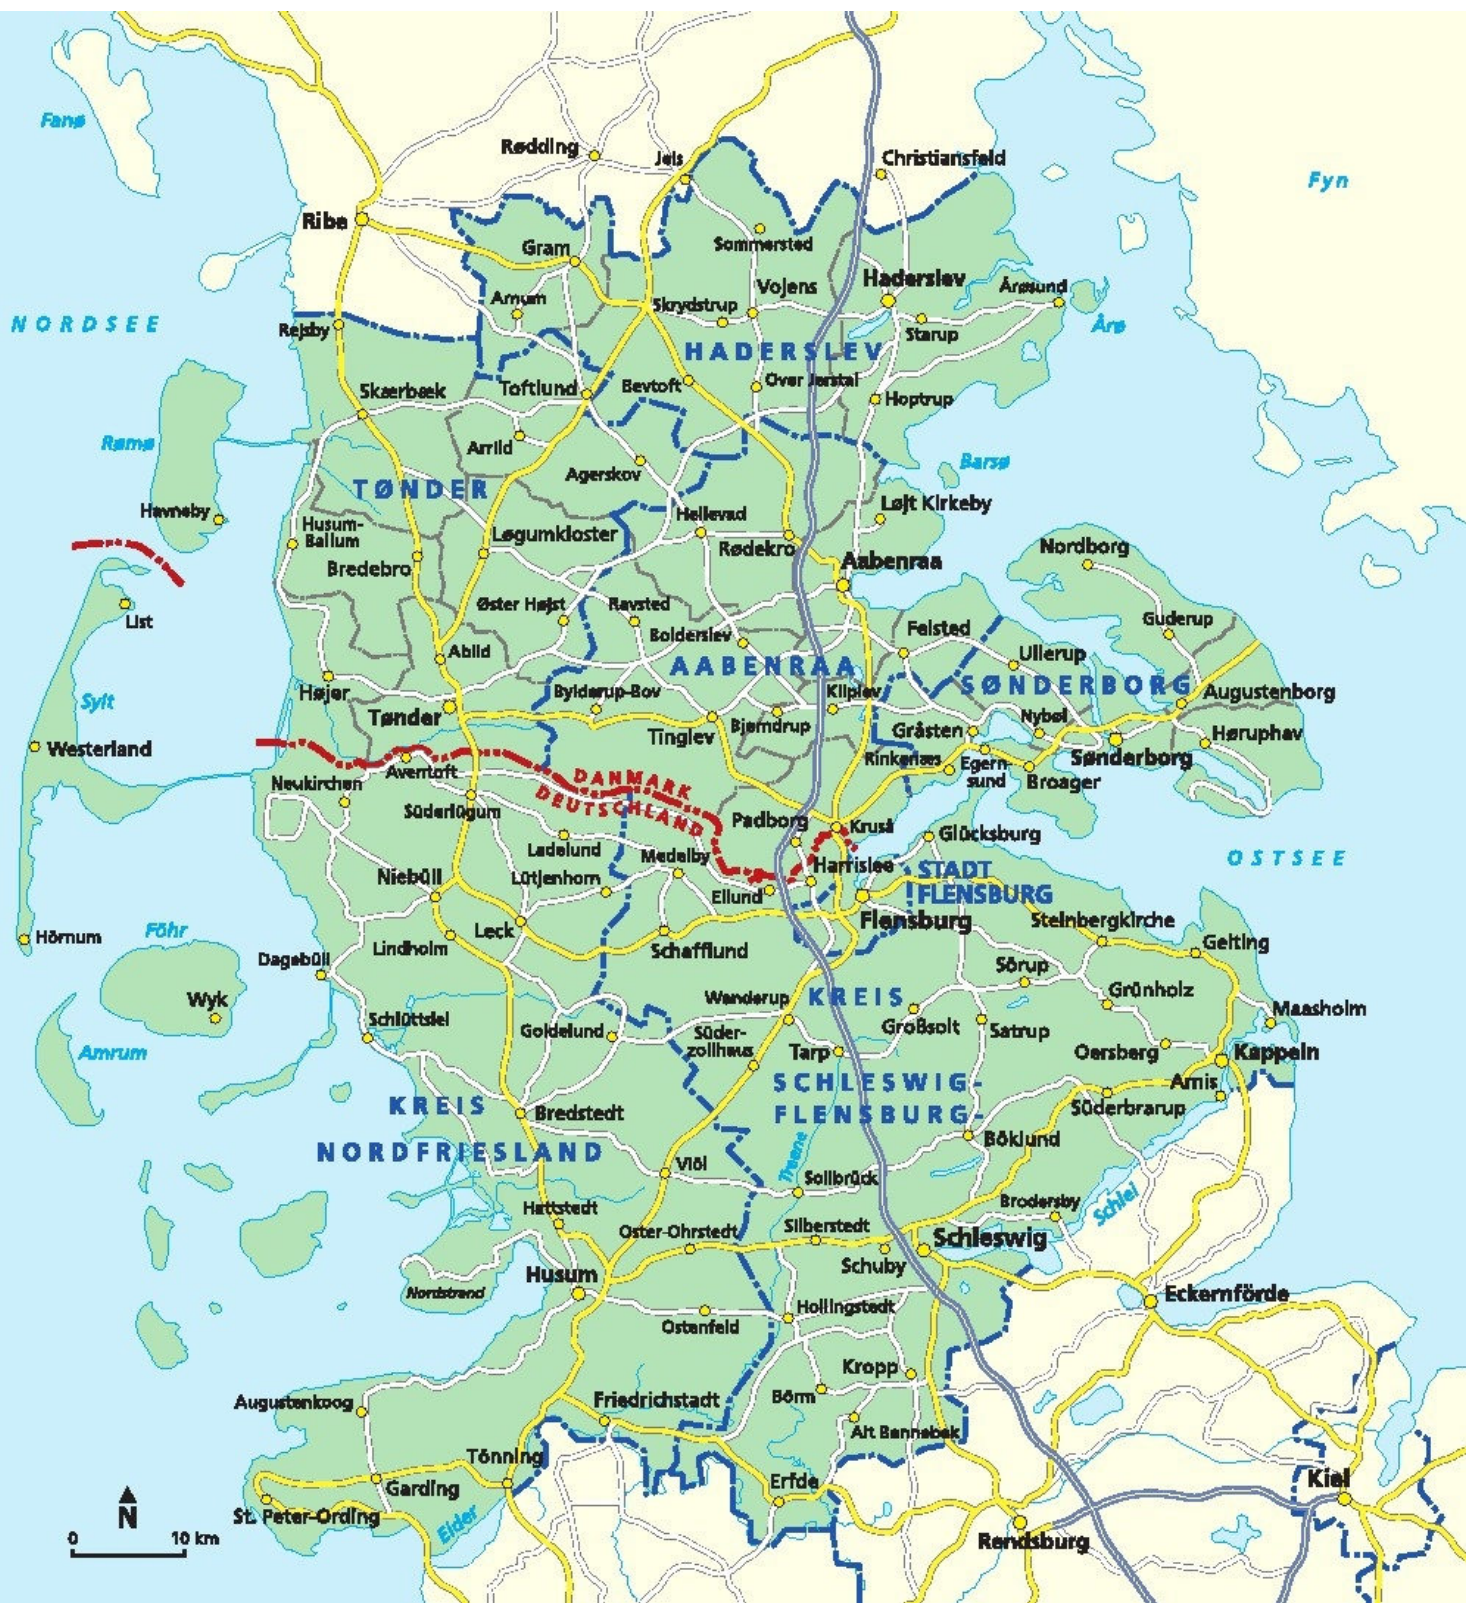 Fanø
Rødding
Jels
Christiansfeld
Fyn
Ribe
Gram
Sommersted
Haderslev
Vojens
Årøsund
Arnum
Skrydstrup
Starup
Årø
NORDSEE
Rejsby
HADERSLEV
Skærbæk
Toftlund
Bevtoft
Over Jerstal
Hoptrup
Rømø
Arrild
Agerskov
Barsø
TØNDER
Havneby
Husum-
Ballum
Løgumkloster
Hellevad
Løjt Kirkeby
Rødekro
Nordborg
Bredebro
Aabenraa
List
Øster Højst
Ravsted
Guderup
Bolderslev
Felsted
Abild
AABENRAA
Ullerup
Højer
Bylderup-Bov
Kliplev
SØNDERBORG
Augustenborg
Sylt
Tønder
Tinglev
Bjerndrup
Gråsten
Nybøl
Høruphav
Westerland
Rinkenæs
Egern-
sund
Sønderborg
Broager
Aventoft
DANMARK
DEUTSCHLAND
Neukirchen
Süderlügum
Padborg
Kruså
Glücksburg
Ladelund
Medelby
Harrislee
STADT
FLENSBURG
OSTSEE
Niebüll
Lütjenhorn
Ellund
Flensburg
Steinbergkirche
Hörnum
Föhr
Leck
Lindholm
Schafflund
Gelting
Dagebüll
Sörup
Wyk
Wanderup
KREIS
Grünholz
Maasholm
Schlüttsiel
Goldelund
Süder-
zollhaus
Großsolt
Satrup
Amrum
Tarp
Oersberg
Kappeln
SCHLESWIG-
FLENSBURG-
Arnis
Süderbrarup
KREIS
NORDFRIESLAND
Bredstedt
Böklund
Treene
Viöl
Sollbrück
Schlei
Brodersby
Hattstedt
Oster-Ohrstedt
Silberstedt
Schleswig
Schuby
Husum
Nordstrand
Eckernförde
Hollingstedt
Ostenfeld
Kropp
Augustenkoog
Friedrichstadt
Börm
Alt Bennebek
Tönning
Garding
Erfde
Kiel
St. Peter-Ording
Eider
Rendsburg
N
0 10 km